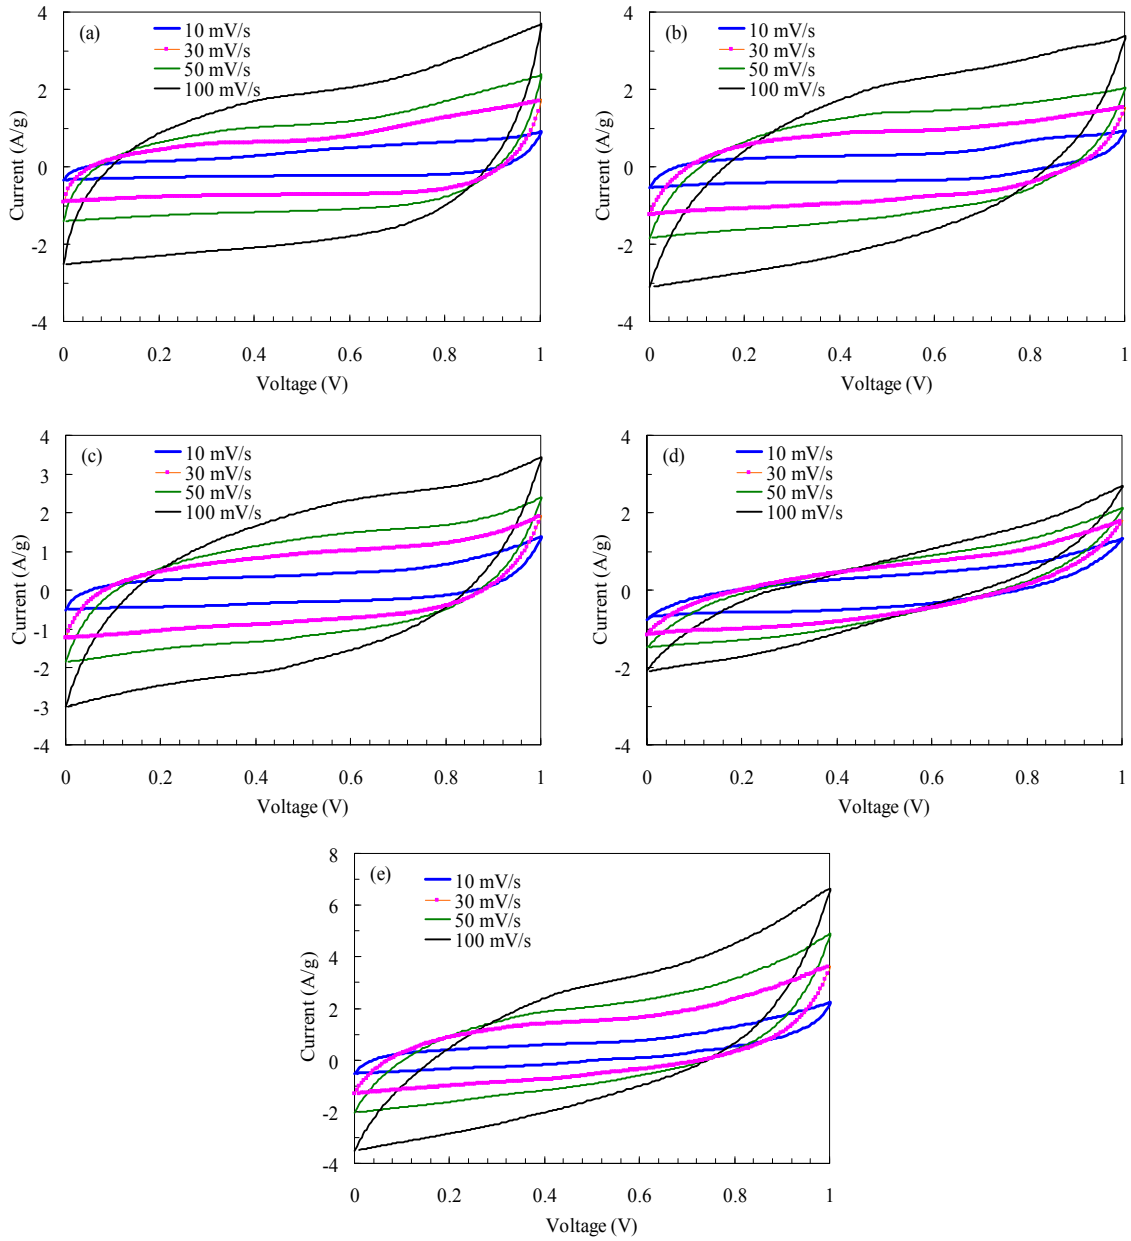 (a)
10 mV/s
30 mV/s
50 mV/s
100 mV/s
4
2
0
-2
-4
Current (A/g)
0 0.2 0.4 0.6 0.8 1
Voltage (V)
(b)
10 mV/s
30 mV/s
50 mV/s
100 mV/s
4
2
0
-2
-4
Current (A/g)
0 0.2 0.4 0.6 0.8 1
Voltage (V)
(c)
10 mV/s
30 mV/s
50 mV/s
100 mV/s
4
3
2
1
0
-1
-2
-3
-4
Current (A/g)
0 0.2 0.4 0.6 0.8 1
Voltage (V)
(d)
10 mV/s
30 mV/s
50 mV/s
100 mV/s
4
2
0
-2
-4
Current (A/g)
0 0.2 0.4 0.6 0.8 1
Voltage (V)
(e)
10 mV/s
30 mV/s
50 mV/s
100 mV/s
8
6
4
2
0
-2
-4
Current (A/g)
0 0.2 0.4 0.6 0.8 1
Voltage (V)